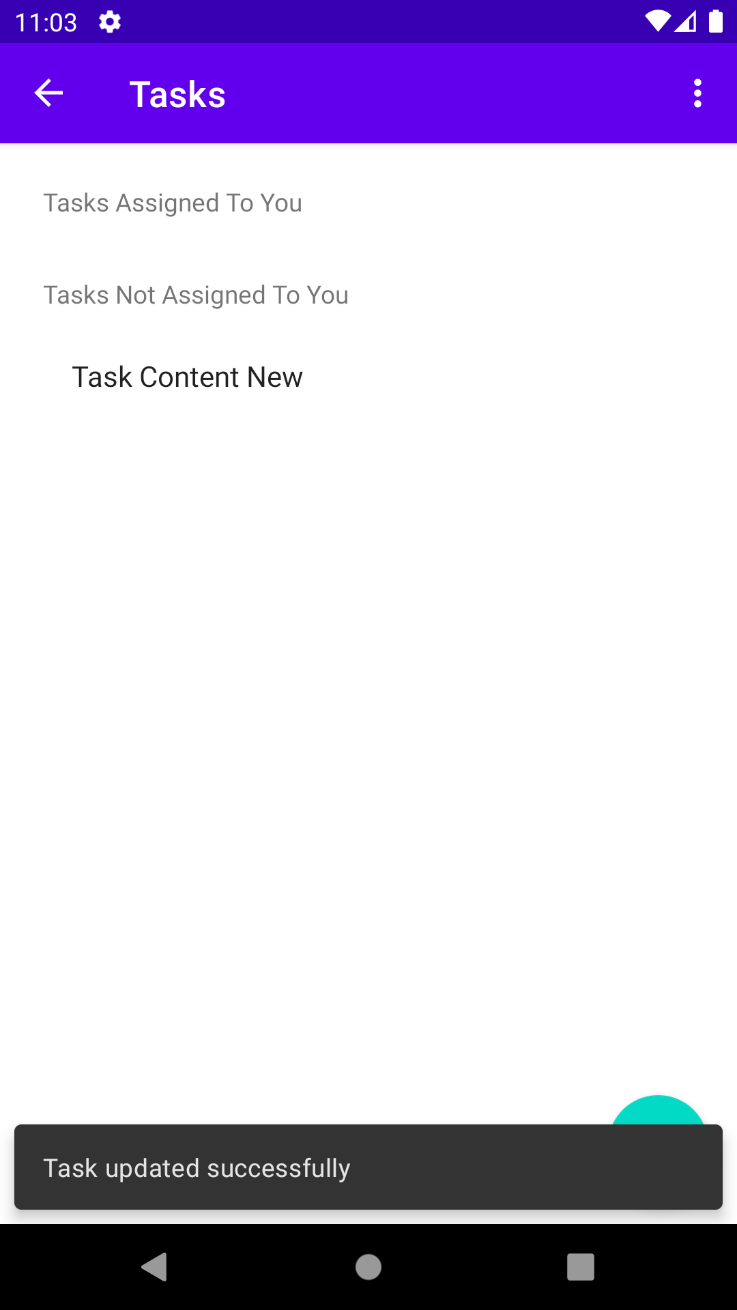 11:03
Tasks
Tasks Assigned To You
Tasks Not Assigned To You
Task Content New
Task updated successfully